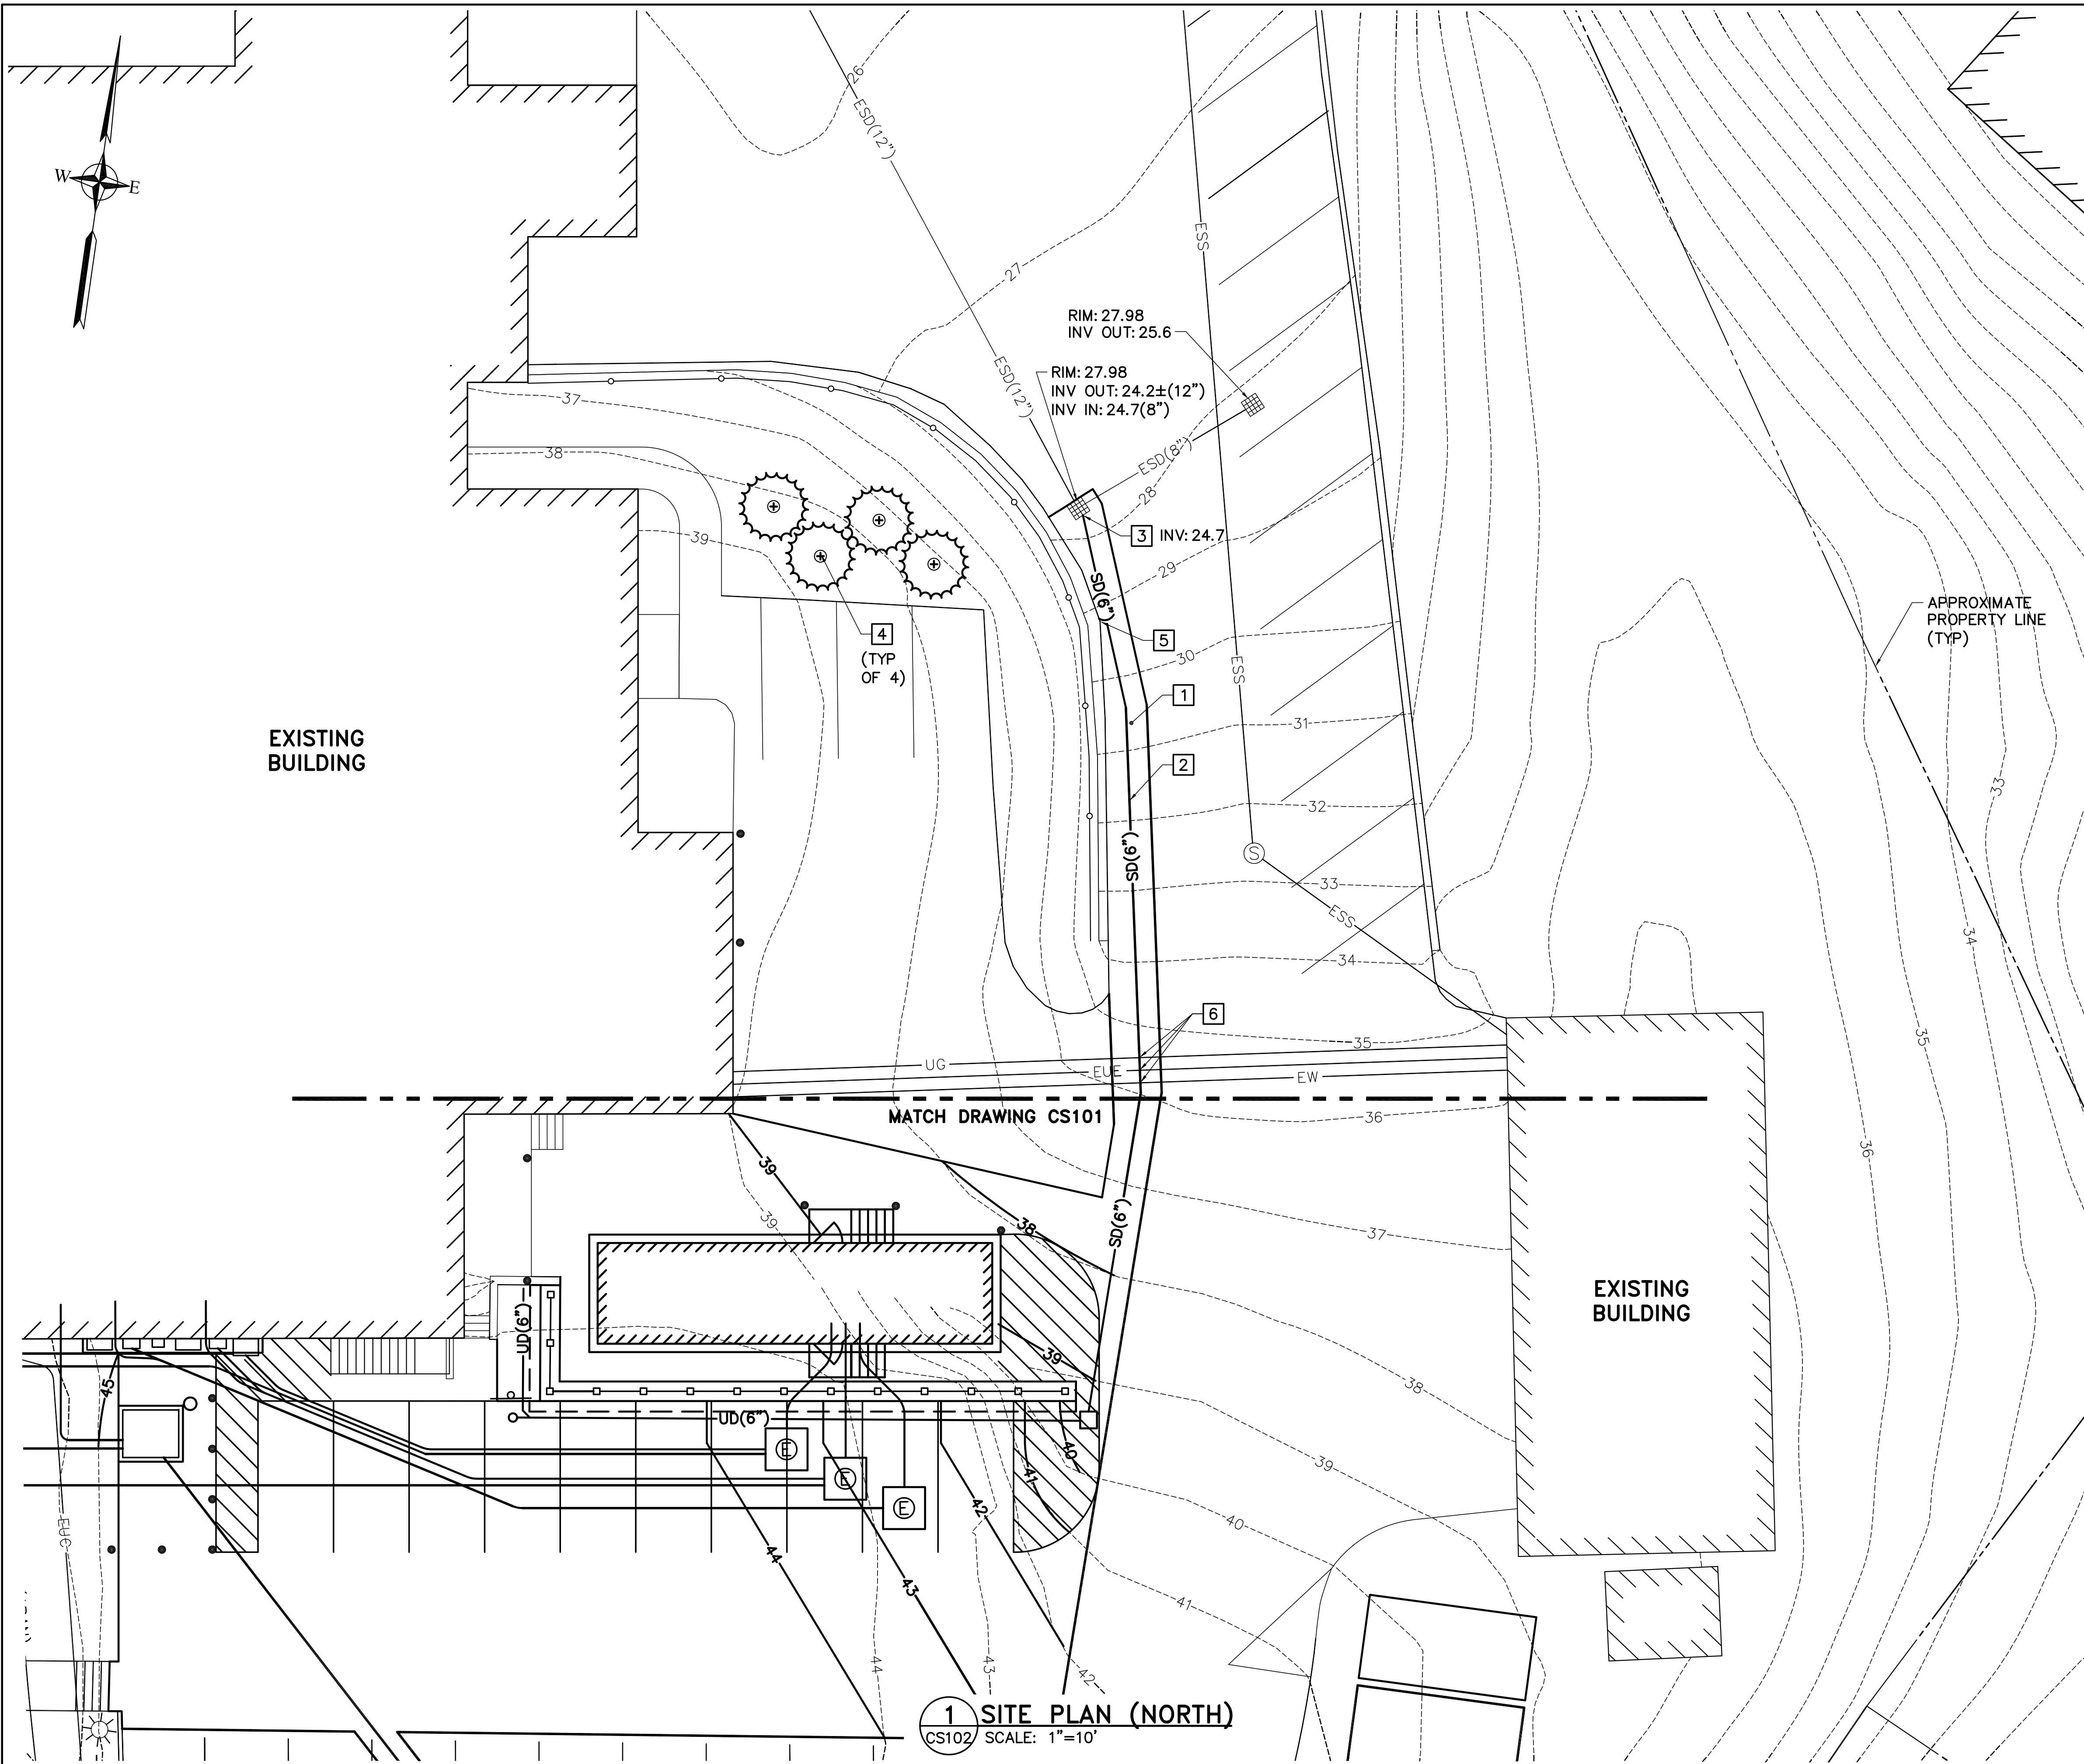 26
ESD(12")
W
E
ESS
27
RIM: 27.98
INV OUT: 25.6
RIM: 27.98
INV OUT: 24.2±(12")
INV IN: 24.7(8")
ESD(12")
37
38
ESD(8")
28
39
3 INV: 24.7
29
SD(6")
4
(TYP
OF 4)
5
30
ESS
1
31
APPROXIMATE
PROPERTY LINE
(TYP)
EXISTING
BUILDING
2
32
33
SD(6")
S
33
ESS
34
34
6
35
35
UG
EUE
EW
MATCH DRAWING CS101
36
36
39
39
38
SD(6")
37
EXISTING
BUILDING
UD(6")
39
45
38
UD(6")
E
40
39
E
41
E
42
40
EUC
44
43
41
44
43
42
1 SITE PLAN (NORTH)
CS102 SCALE: 1"=10'